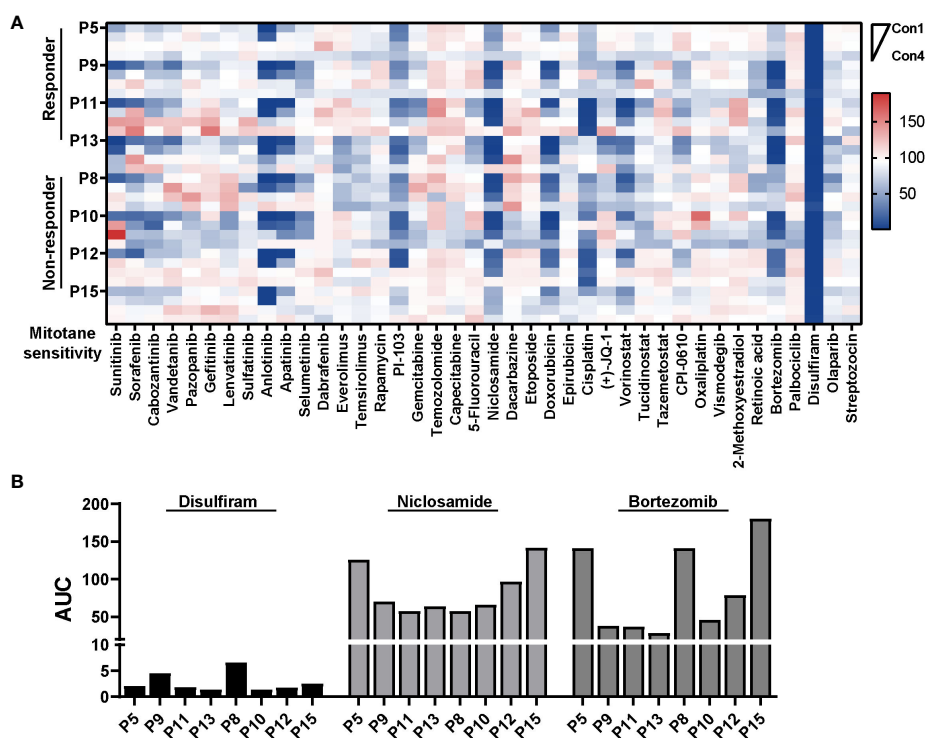 A
Responder
Non-responder
P5
P9
P11
P13
P8
P10
P12
P15
Con1
Con4
150
100
50
Mitotane
sensitivity
Sunitinib
Sorafenib
Cabozantinib
Vandetanib
Pazopanib
Gefitinib
Lenvatinib
Sulfatinib
Anlotinib
Apatinib
Selumetinib
Dabrafenib
Everolimus
Temsirolimus
Rapamycin
PI-103
Gemcitabine
Temozolomide
Capecitabine
5-Fluorouracil
Niclosamide
Dacarbazine
Etoposide
Doxorubicin
Epirubicin
Cisplatin
(+)-JQ-1
Vorinostat
Tucidinostat
Tazemetostat
CPI-0610
Oxaliplatin
Vismodegib
2-Methoxyestradiol
Retinoic acid
Bortezomib
Palbociclib
Disulfiram
Olaparib
Streptozocin
B
Disulfiram Niclosamide Bortezomib
AUC
200
150
100
50
10
5
0
P5 P9 P11 P13 P8 P10 P12 P15 P5 P9 P11 P13 P8 P10 P12 P15 P5 P9 P11 P13 P8 P10 P12 P15